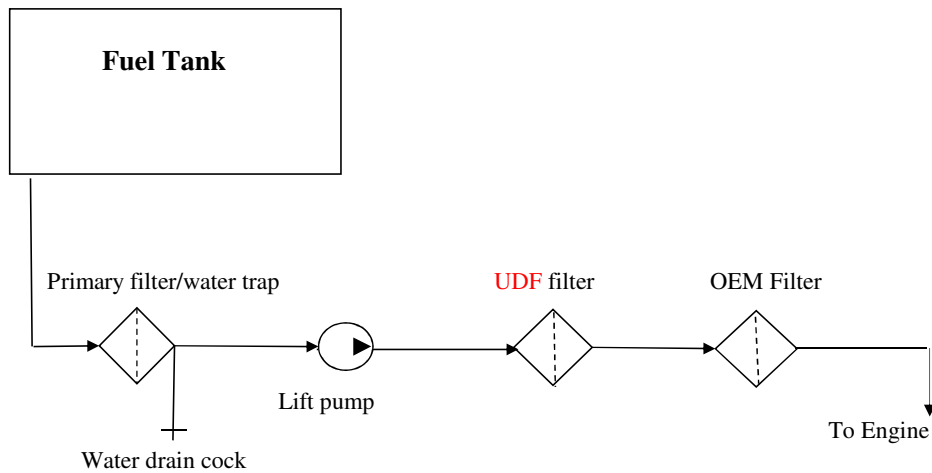 Fuel Tank
Primary filter/water trap
UDF filter
OEM Filter
Lift pump
To Engine
Water drain cock